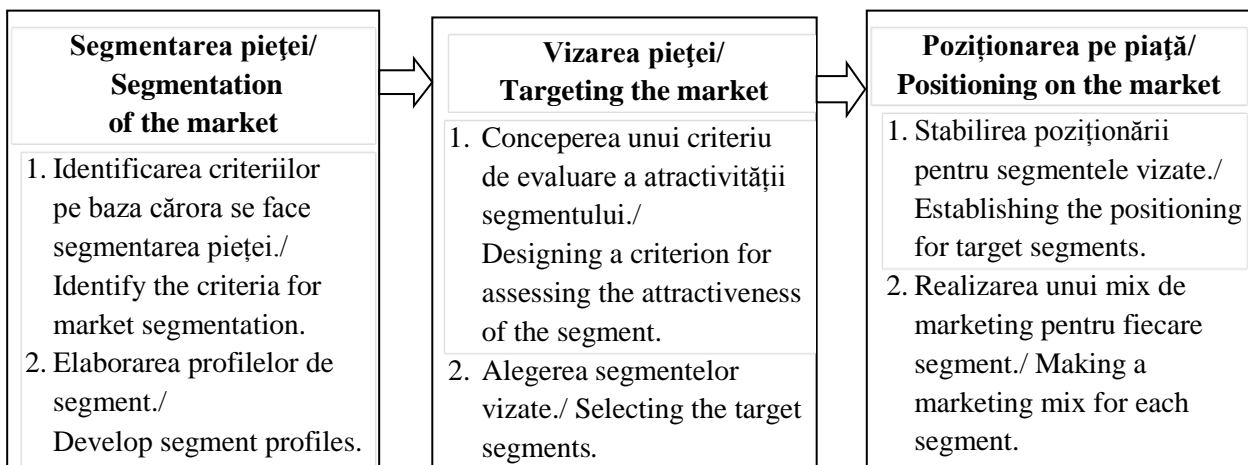 Segmentarea pieţei/
Segmentation
of the market
1. Identificarea criteriilor
pe baza cărora se face
segmentarea pieței./
Identify the criteria for
market segmentation.
2. Elaborarea profilelor de
segment./
Develop segment profiles.
Vizarea pieţei/
Targeting the market
1. Conceperea unui criteriu
de evaluare a atractivității
segmentului./
Designing a criterion for
assessing the attractiveness
of the segment.
2. Alegerea segmentelor
vizate./ Selecting the target
segments.
Poziționarea pe piaţă/
Positioning on the market
1. Stabilirea poziționării
pentru segmentele vizate./
Establishing the positioning
for target segments.
2. Realizarea unui mix de
marketing pentru fiecare
segment./ Making a
marketing mix for each
segment.